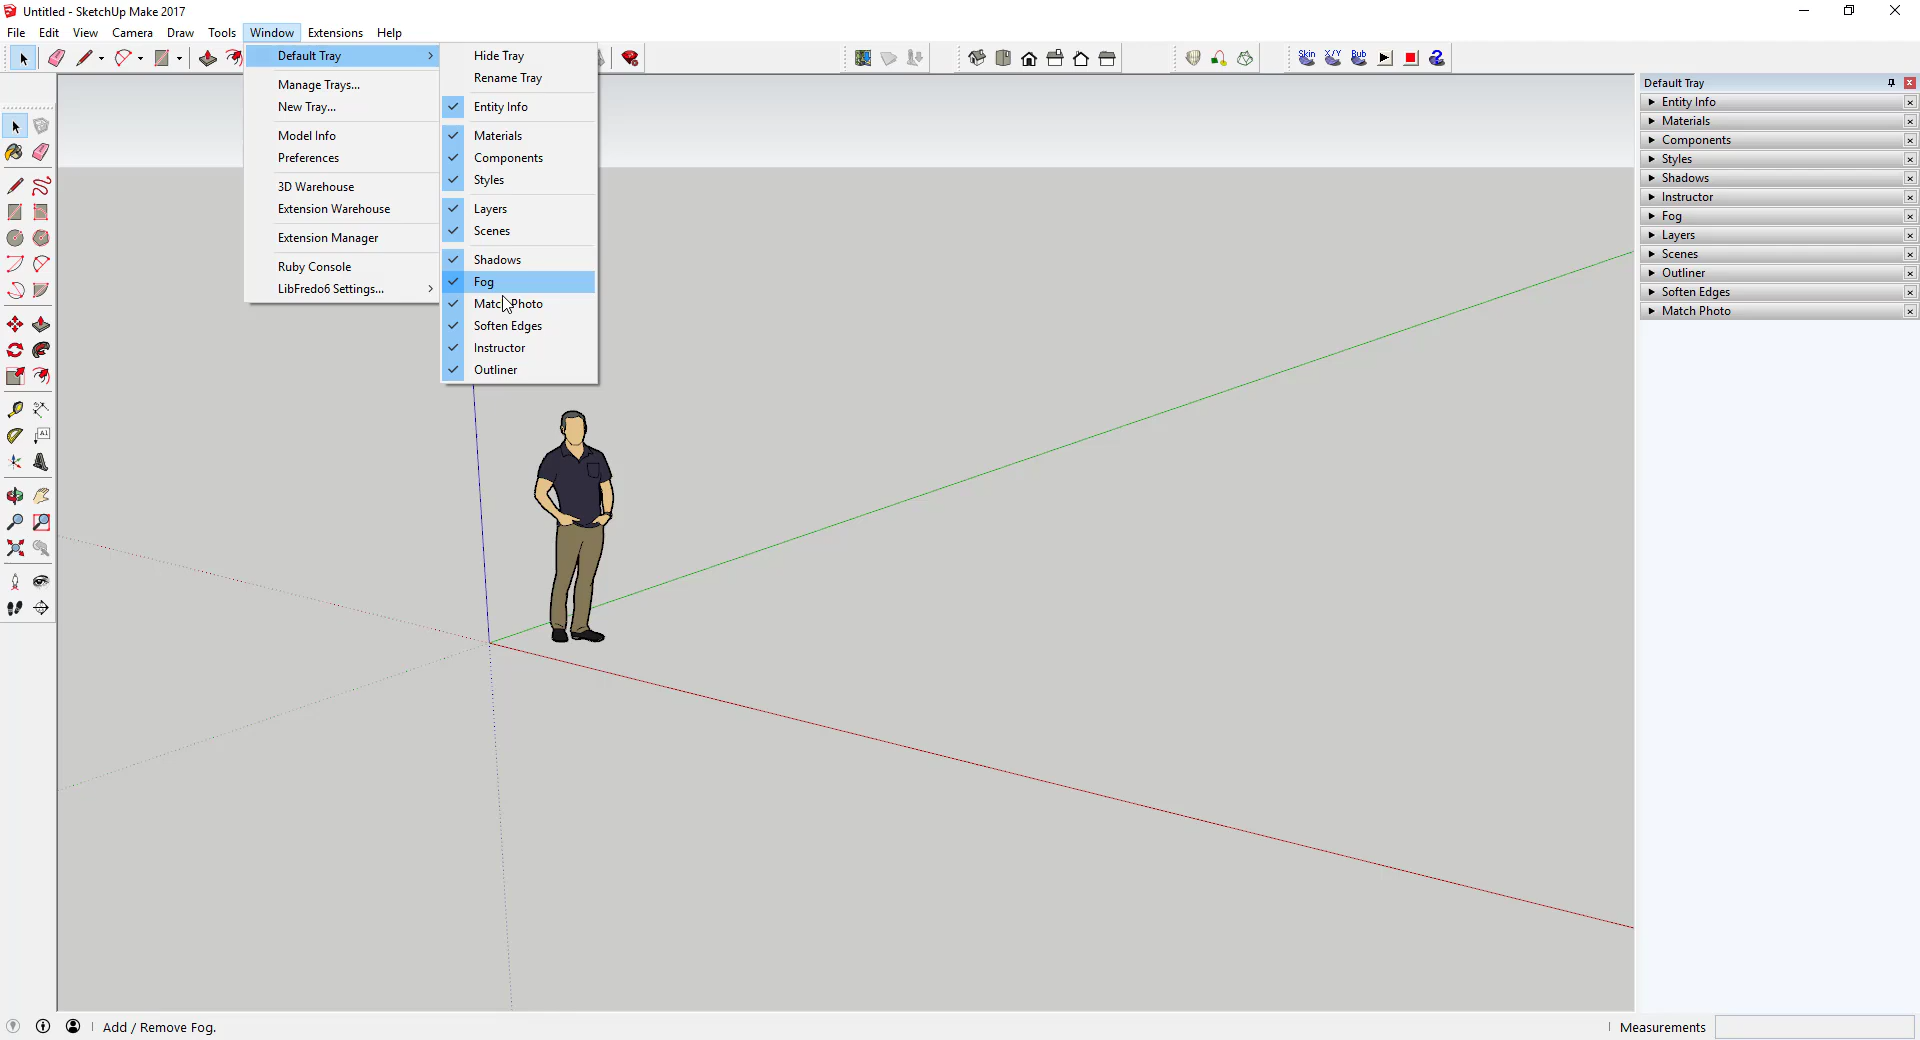 Untitled - SketchUp Make 2017
File Edit View Camera Draw Tools Window Extensions Help
Skin X/Y Bub
Default Tray
Manage Trays...
New Tray...
Model Info
Preferences
3D Warehouse
Extension Warehouse
Extension Manager
Ruby Console
LibFredo6 Settings...
Hide Tray
Rename Tray
Entity Info
Materials
Components
Styles
Layers
Scenes
Shadows
Fog
Match Photo
Soften Edges
Instructor
Outliner
Default Tray
Entity Info
Materials
Components
Styles
Shadows
Instructor
Fog
Layers
Scenes
Outliner
Soften Edges
Match Photo
A1
Add / Remove Fog.
Measurements